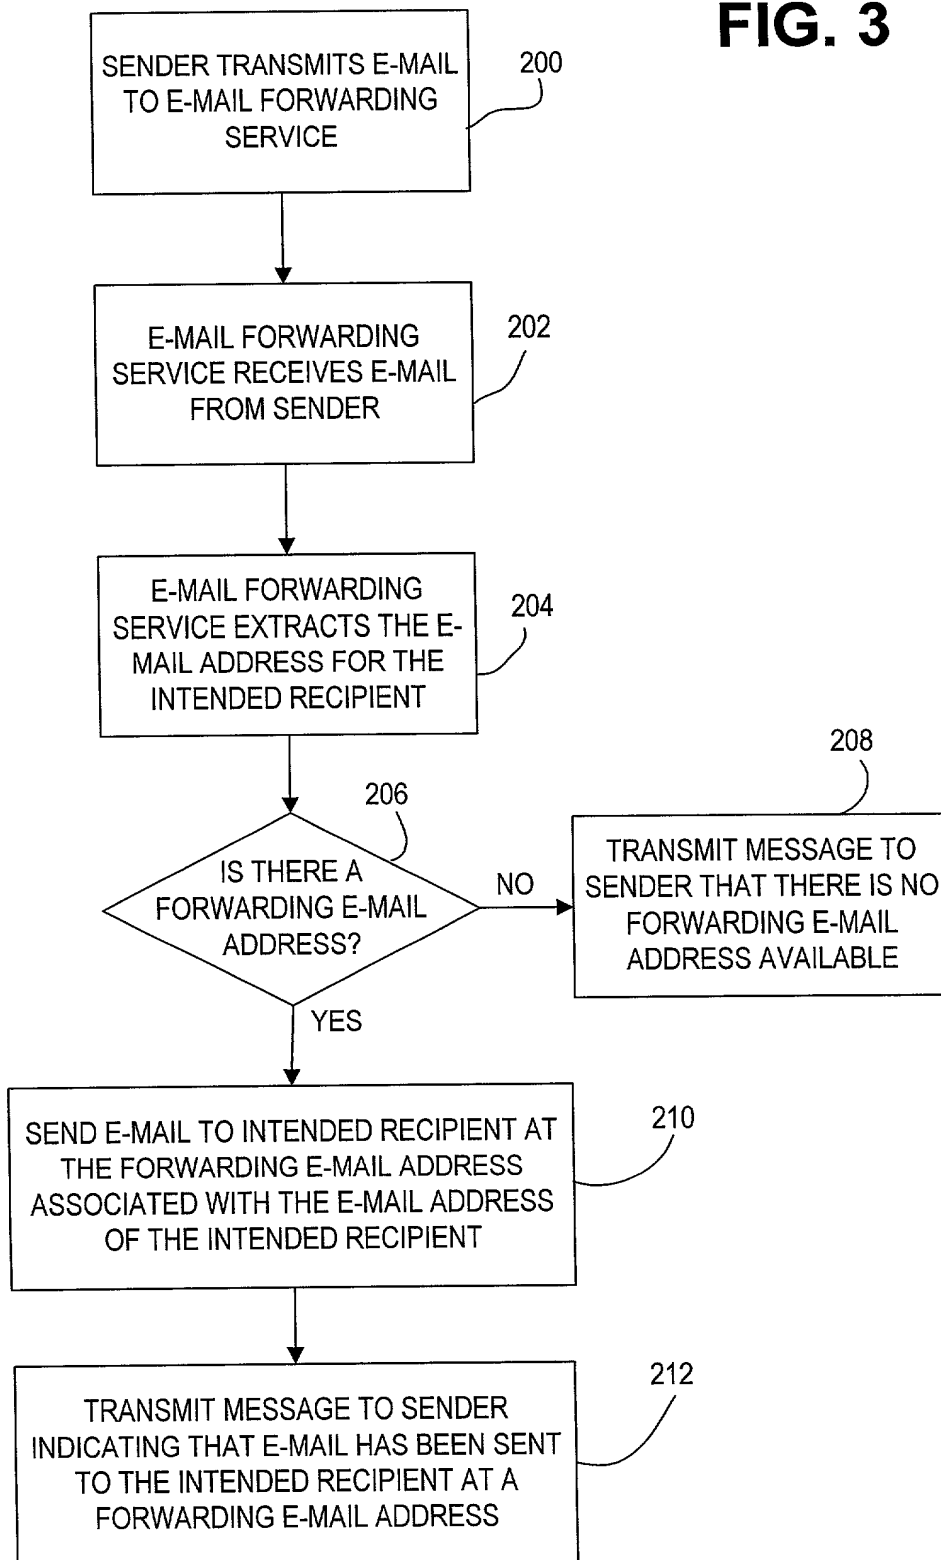 FIG. 3
SENDER TRANSMITS E-MAIL
TO E-MAIL FORWARDING
SERVICE
200
E-MAIL FORWARDING
SERVICE RECEIVES E-MAIL
FROM SENDER
202
E-MAIL FORWARDING
SERVICE EXTRACTS THE E-
MAIL ADDRESS FOR THE
INTENDED RECIPIENT
204
206
IS THERE A
FORWARDING E-MAIL
ADDRESS?
NO
208
TRANSMIT MESSAGE TO
SENDER THAT THERE IS NO
FORWARDING E-MAIL
ADDRESS AVAILABLE
YES
SEND E-MAIL TO INTENDED RECIPIENT AT
THE FORWARDING E-MAIL ADDRESS
ASSOCIATED WITH THE E-MAIL ADDRESS
OF THE INTENDED RECIPIENT
210
TRANSMIT MESSAGE TO SENDER
INDICATING THAT E-MAIL HAS BEEN SENT
TO THE INTENDED RECIPIENT AT A
FORWARDING E-MAIL ADDRESS
212